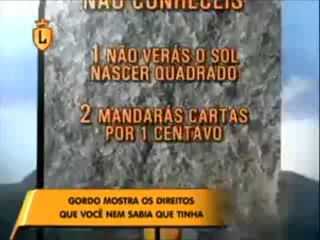 NÃO CONHECEIS
L
1 NÃO VERÁS O SOL
NASCER QUADRADO
2 MANDARÁS CARTAS
POR 1 CENTAVO
GORDO MOSTRA OS DIREITOS
QUE VOCÊ NEM SABIA QUE TINHA